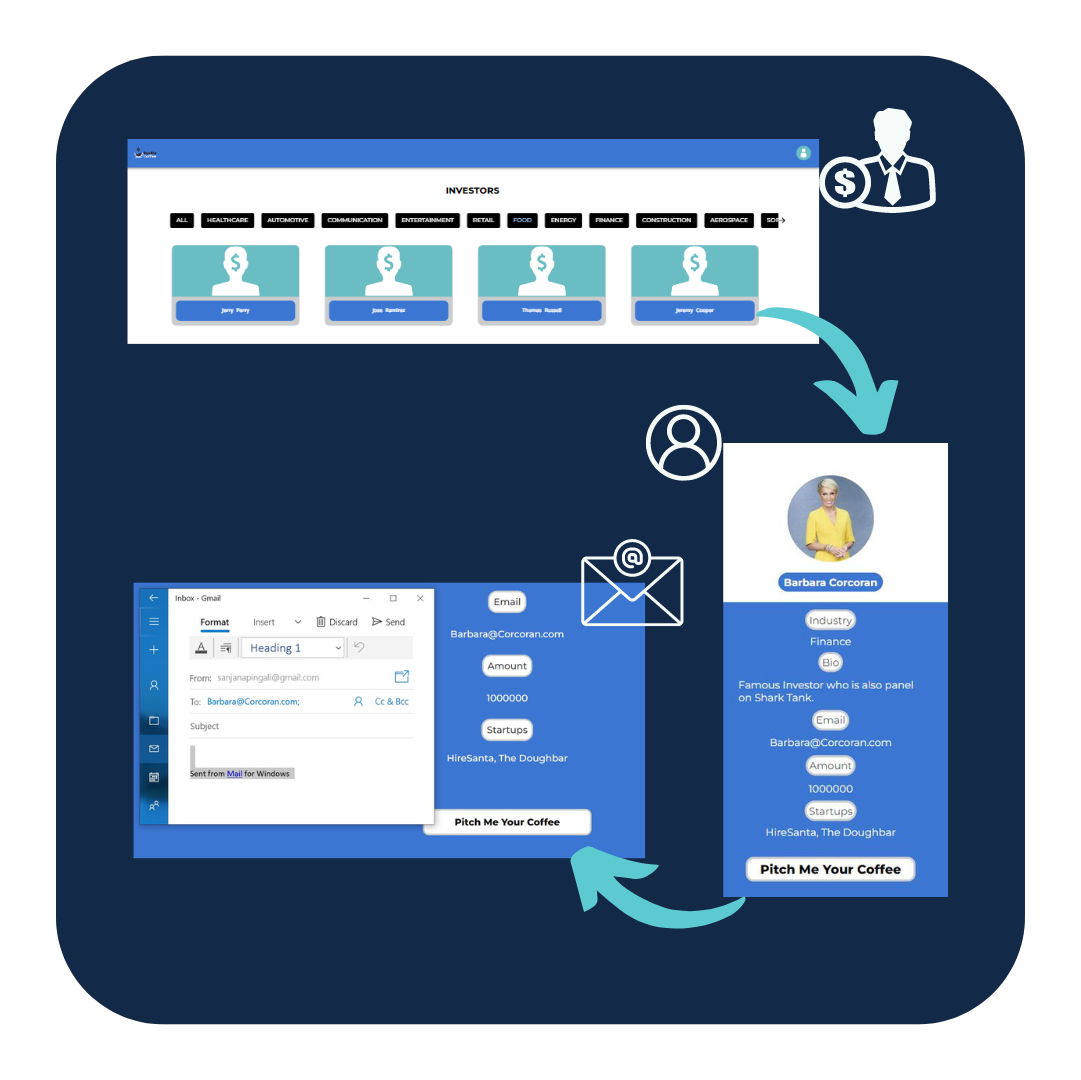 INVESTORS
ALL HEALTHCARE AUTOMOTIVE COMMUNICATION ENTERTAINMENT RETAIL FOOD ENERGY FINANCE CONSTRUCTION AEROSPACE
$ $ $ $ $
Jerry Perry Jose Ramirez Thomas Russell Jeremy Cooper
Barbara Corcoran
Industry
Finance
Bio
Famous Investor who is also panel
on Shark Tank.
Email
Barbara@Corcoran.com
Amount
1000000
Startups
HireSanta, The Doughbar
Pitch Me Your Coffee
@
Inbox - Gmail
Format Insert Discard Send
A Heading 1
From: sanjanapingali@gmail.com
To: Barbara@Corcoran.com; Cc & Bcc
Subject
Sent from Mail for Windows
Email
Barbara@Corcoran.com
Amount
1000000
Startups
HireSanta, The Doughbar
Pitch Me Your Coffee